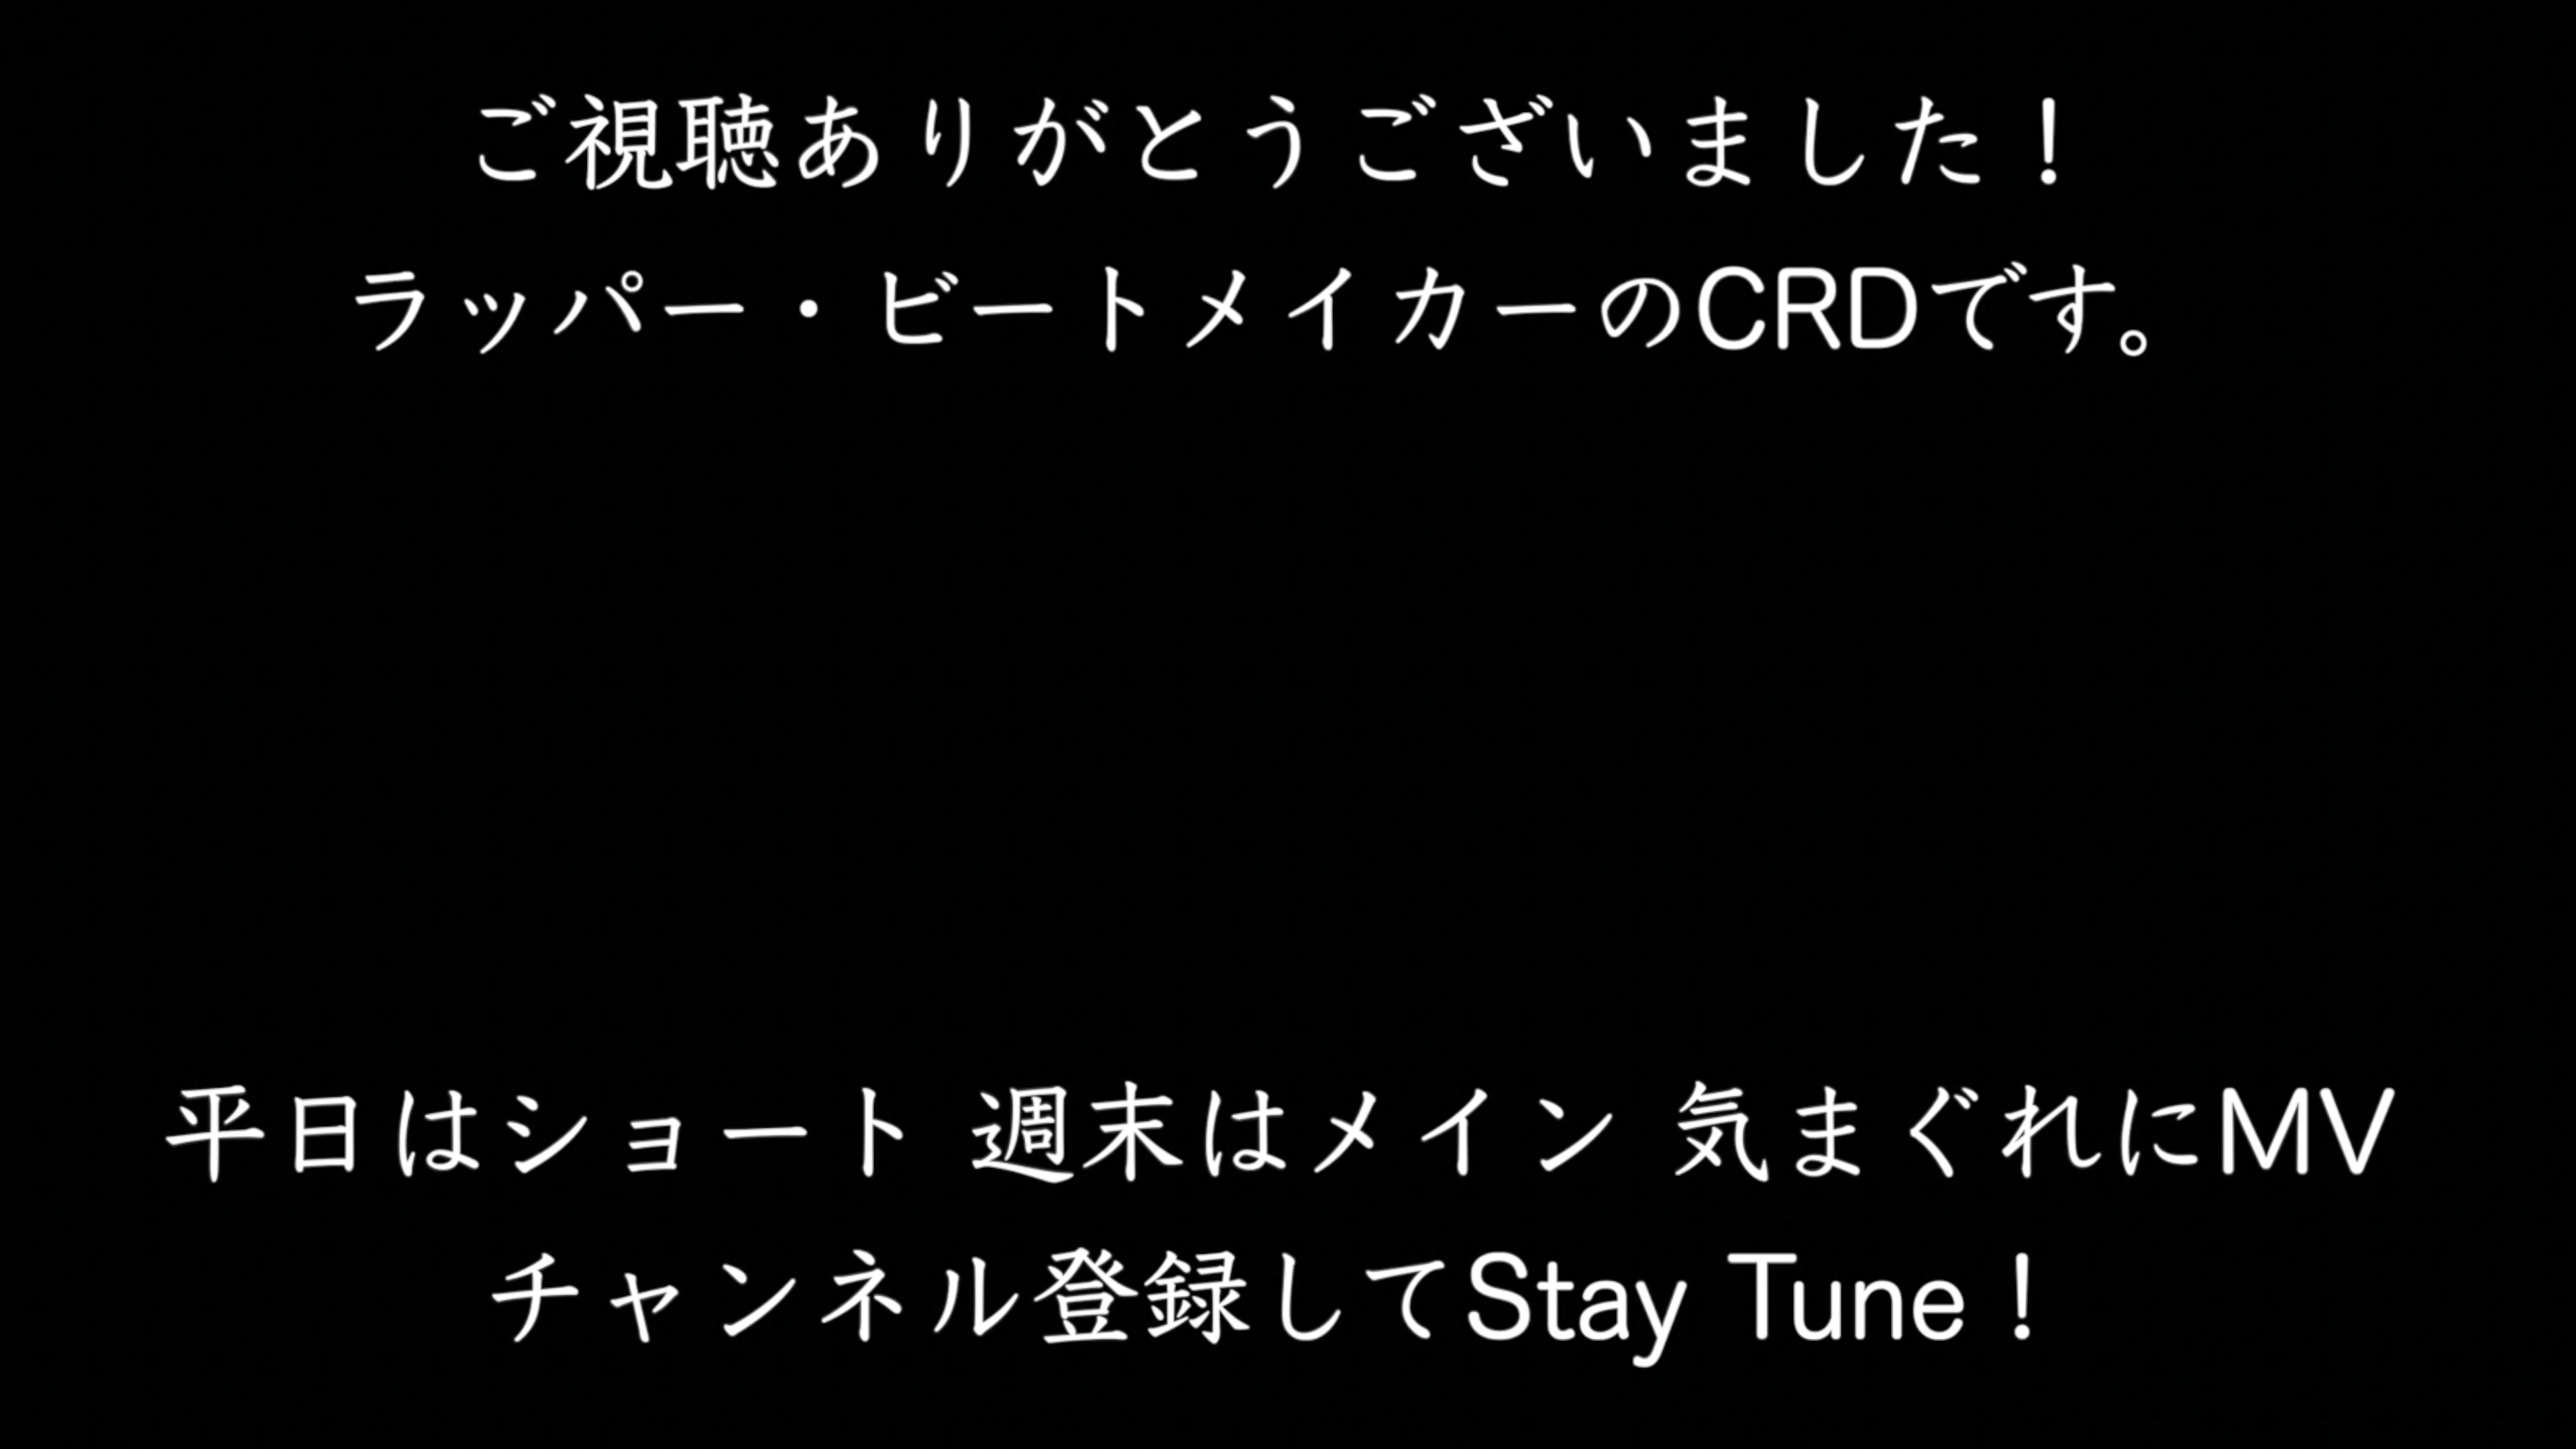 ご視聴ありがとうございました！
ラッパー・ビートメイカーのCRDです。
平日はショート 週末はメイン 気まぐれにMV
チャンネル登録してStay Tune！